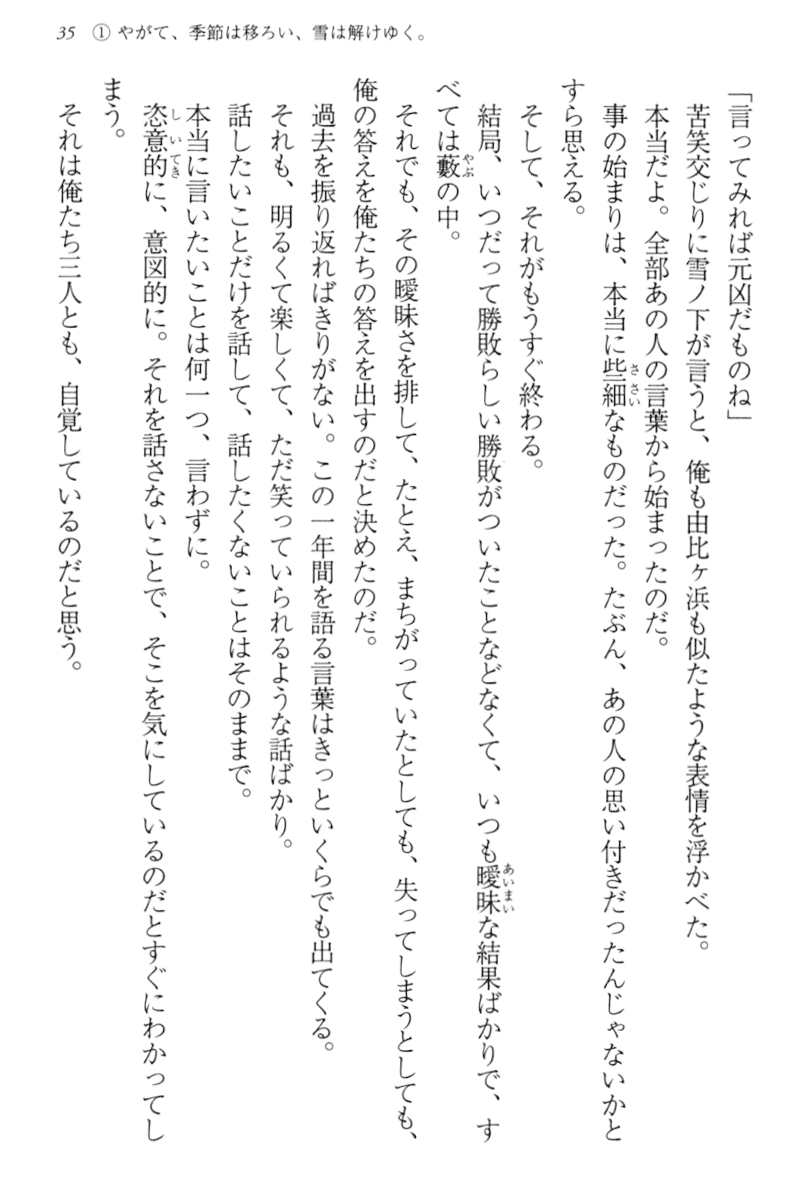 35 ① やがて、季節は移ろい、雪は解けゆく。
「言ってみれば元凶だものね」
苦笑交じりに雪ノ下が言うと、俺も由比ヶ浜も似たような表情を浮かべた。
本当だよ。全部あの人の言葉から始まったのだ。
事の始まりは、本当に些細なものだった。たぶん、あの人の思い付きだったんじゃないかと
すら思える。
そして、それがもうすぐ終わる。
結局、いつだって勝敗らしい勝敗がついたことなどなくて、いつも曖昧な結果ばかりで、す
べては藪の中。
それでも、その曖昧さを排して、たとえ、まちがっていたとしても、失ってしまうとしても、
俺の答えを俺たちの答えを出すのだと決めたのだ。
過去を振り返ればきりがない。この一年間を語る言葉はきっといくらでも出てくる。
それも、明るくて楽しくて、ただ笑っていられるような話ばかり。
話したいことだけを話して、話したくないことはそのままで。
本当に言いたいことは何一つ、言わずに。
恣意的に、意図的に。それを話さないことで、そこを気にしているのだとすぐにわかってし
まう。
それは俺たち三人とも、自覚しているのだと思う。